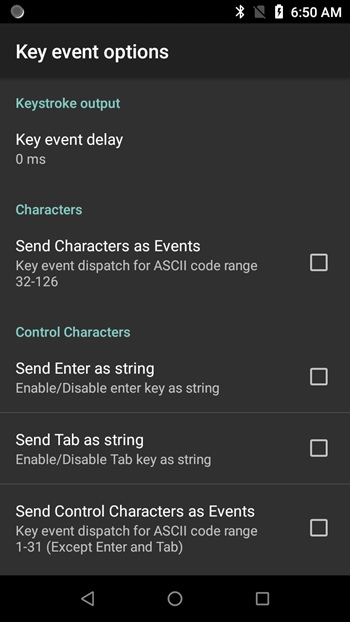 6:50 AM
Key event options
Keystroke output
Key event delay
0 ms
Characters
Send Characters as Events
Key event dispatch for ASCII code range
32-126
Control Characters
Send Enter as string
Enable/Disable enter key as string
Send Tab as string
Enable/Disable Tab key as string
Send Control Characters as Events
Key event dispatch for ASCII code range
1-31 (Except Enter and Tab)